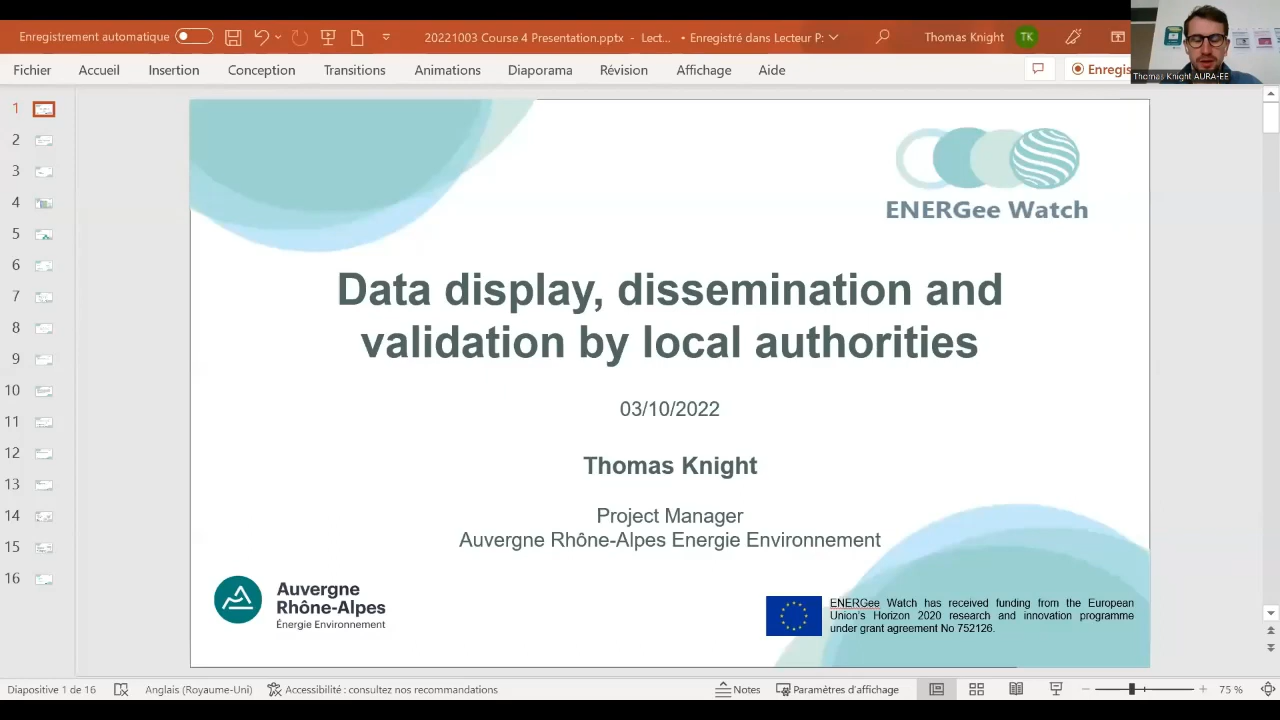 Enregistrement automatique
20221003 Course 4 Presentation.pptx - Lect... • Enregistré dans Lecteur P:
Thomas Knight
TK
Fichier
Accueil
Insertion
Conception
Transitions
Animations
Diaporama
Révision
Affichage
Aide
Enregis
Thomas Knight AURA-EE
1
2
3
4
5
6
7
8
9
10
11
12
13
14
15
16
ENERGee Watch
Data display, dissemination and
validation by local authorities
03/10/2022
Thomas Knight
Project Manager
Auvergne Rhône-Alpes Energie Environnement
Auvergne
Rhône-Alpes
Énergie Environnement
ENERGee Watch has received funding from the European
Union's Horizon 2020 research and innovation programme
under grant agreement No 752126.
Diapositive 1 de 16
Anglais (Royaume-Uni)
Accessibilité : consultez nos recommandations
Notes
Paramètres d'affichage
75 %